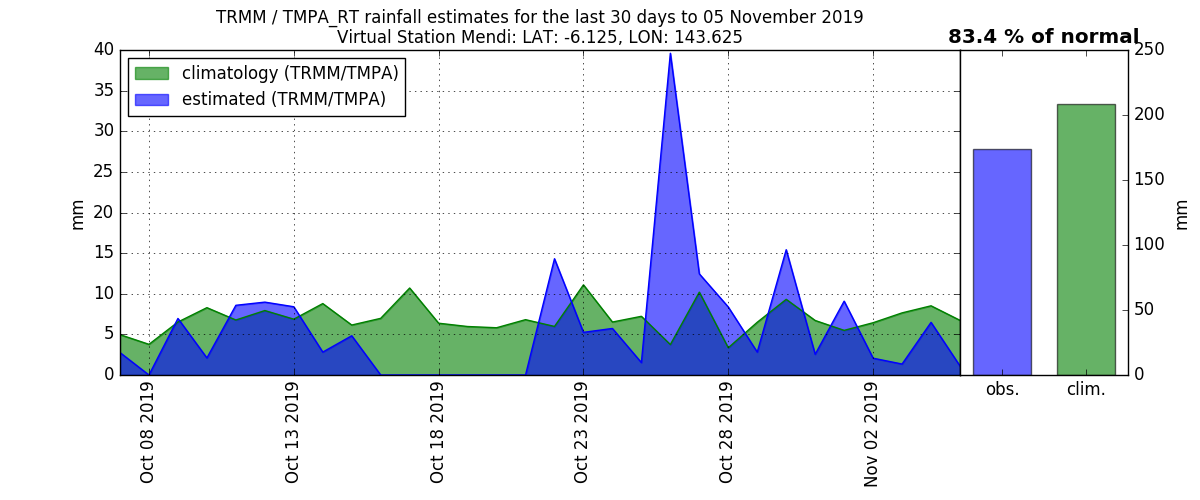 TRMM / TMPA_RT rainfall estimates for the last 30 days to 05 November 2019
Virtual Station Mendi: LAT: -6.125, LON: 143.625
83.4 % of normal
climatology (TRMM/TMPA)
estimated (TRMM/TMPA)
40
35
30
25
20
15
10
5
0
mm
Oct 08 2019
Oct 13 2019
Oct 18 2019
Oct 23 2019
Oct 28 2019
Nov 02 2019
obs.
clim.
250
200
150
100
50
0
mm